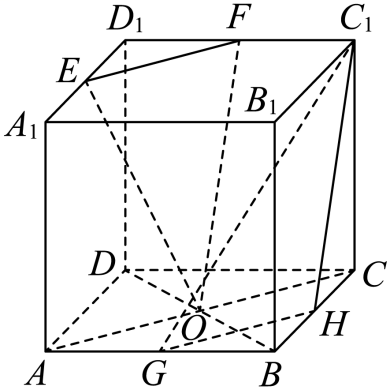 D₁ F C₁
E
A₁ B₁
D C
O H
A G B